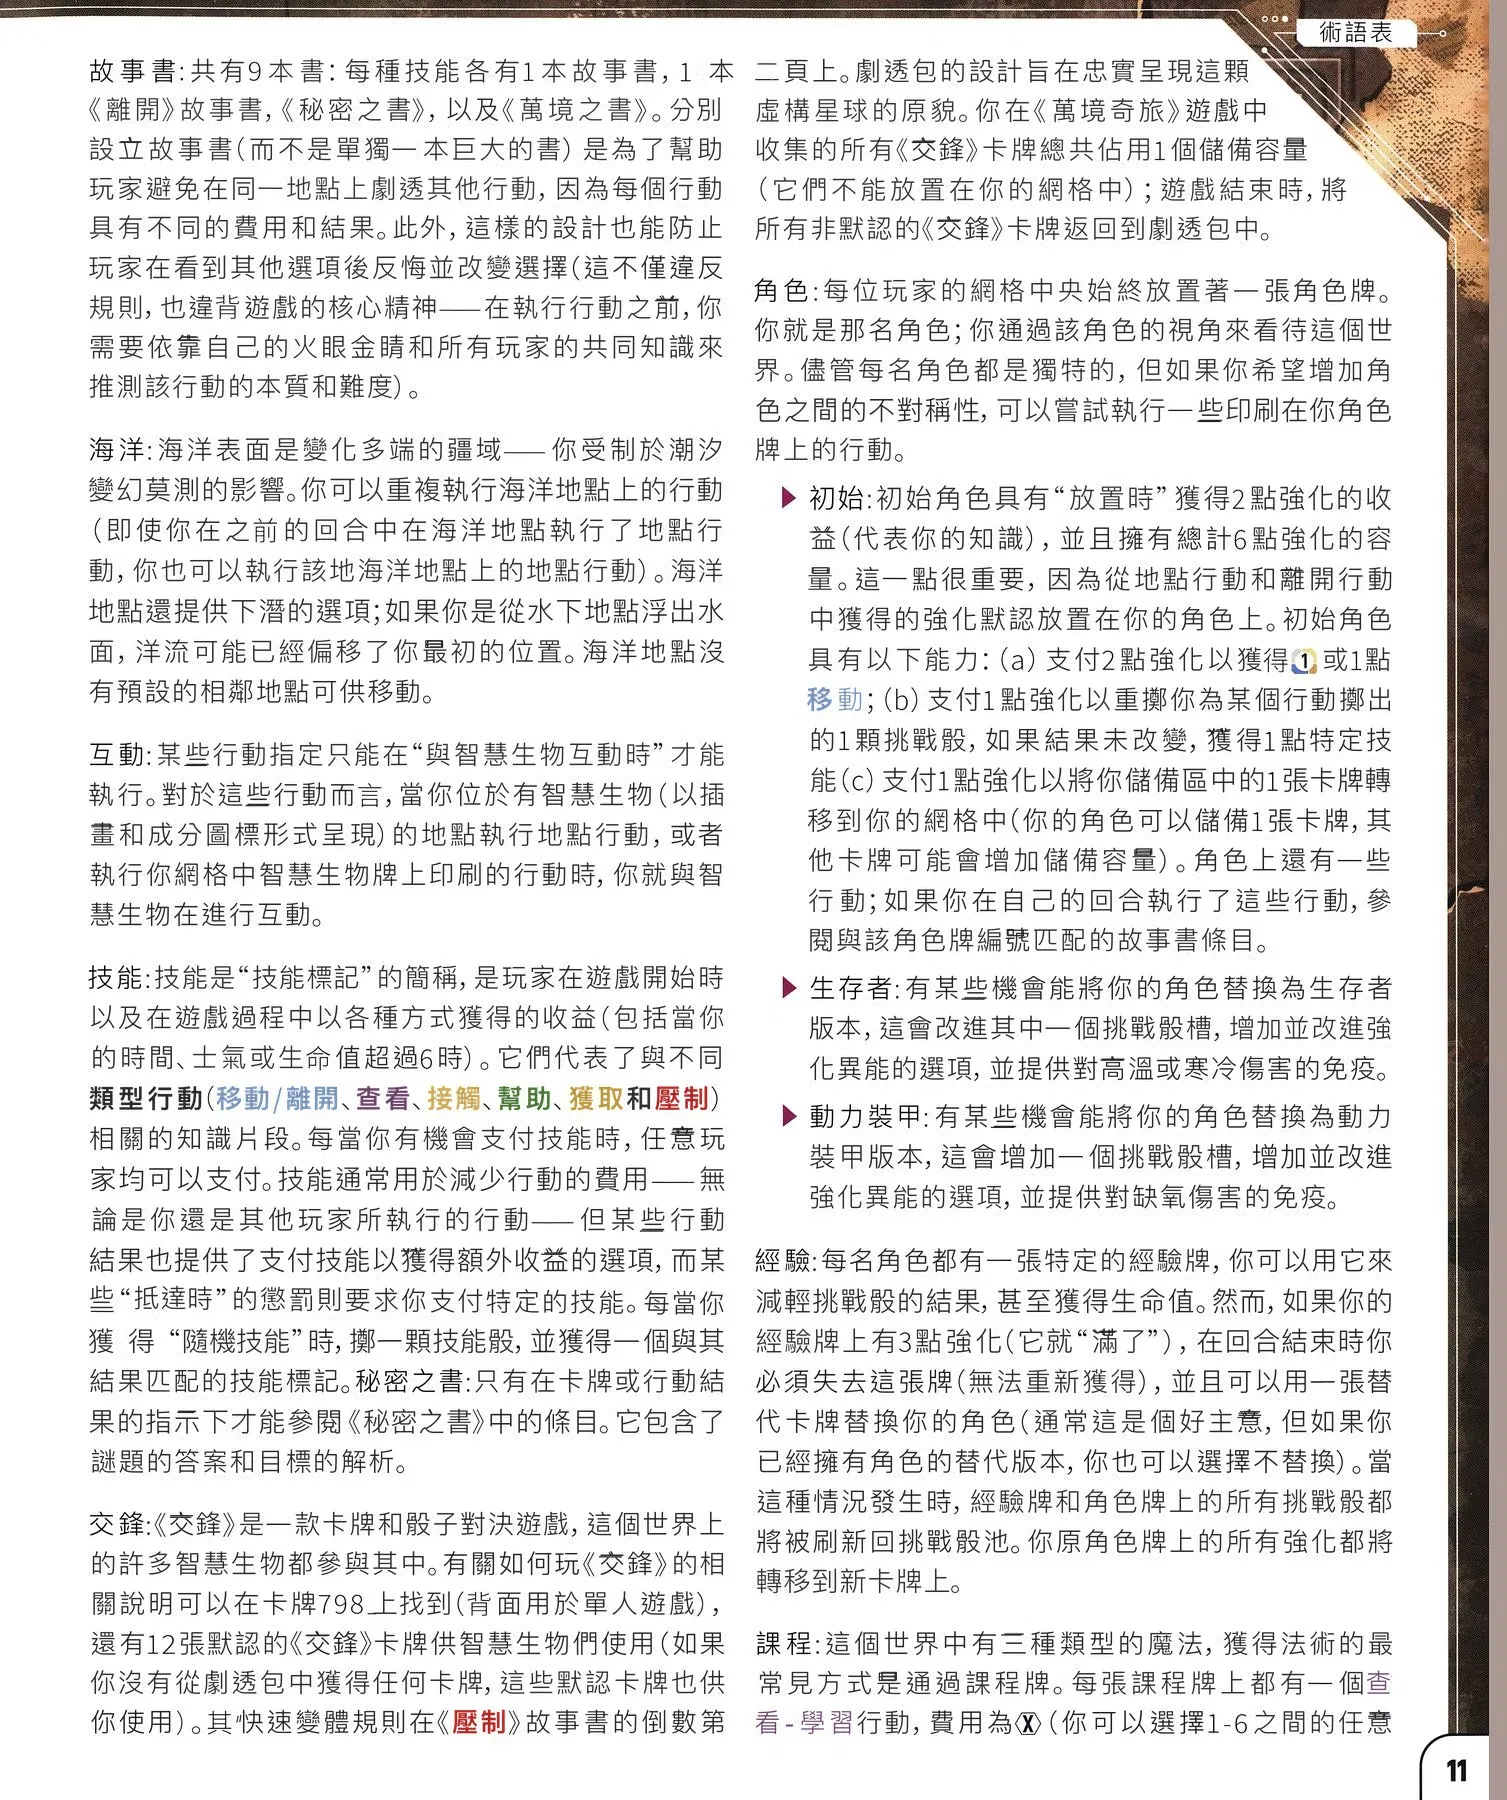 術語表
故事書:共有9本書：每種技能各有1本故事書，1 本
《離開》故事書，《秘密之書》，以及《萬境之書》。分別
設立故事書（而不是單獨一本巨大的書）是為了幫助
玩家避免在同一地點上劇透其他行動，因為每個行動
具有不同的費用和結果。此外，這樣的設計也能防止
玩家在看到其他選項後反悔並改變選擇（這不僅違反
規則，也違背遊戲的核心精神——在執行行動之前，你
需要依靠自己的火眼金睛和所有玩家的共同知識來
推測該行動的本質和難度）。
海洋:海洋表面是變化多端的疆域——你受制於潮汐
變幻莫測的影響。你可以重複執行海洋地點上的行動
（即使你在之前的回合中在海洋地點執行了地點行
動，你也可以執行該地海洋地點上的地點行動）。海洋
地點還提供下潛的選項；如果你是從水下地點浮出水
面，洋流可能已經偏移了你最初的位置。海洋地點沒
有預設的相鄰地點可供移動。
互動:某些行動指定只能在“與智慧生物互動時”才能
執行。對於這些行動而言，當你位於有智慧生物（以插
畫和成分圖標形式呈現）的地點執行地點行動，或者
執行你網格中智慧生物牌上印刷的行動時，你就與智
慧生物在進行互動。
技能:技能是“技能標記”的簡稱，是玩家在遊戲開始時
以及在遊戲過程中以各種方式獲得的收益（包括當你
的時間、士氣或生命值超過6時）。它們代表了與不同
類型行動（移動/離開、查看、接觸、幫助、獲取和壓制）
相關的知識片段。每當你有機會支付技能時，任意玩
家均可以支付。技能通常用於減少行動的費用——無
論是你還是其他玩家所執行的行動——但某些行動
結果也提供了支付技能以獲得額外收益的選項，而某
些“抵達時”的懲罰則要求你支付特定的技能。每當你
獲 得 “隨機技能”時，擲一顆技能骰，並獲得一個與其
結果匹配的技能標記。秘密之書:只有在卡牌或行動結
果的指示下才能參閱《秘密之書》中的條目。它包含了
謎題的答案和目標的解析。
交鋒:《交鋒》是一款卡牌和骰子對決遊戲，這個世界上
的許多智慧生物都參與其中。有關如何玩《交鋒》的相
關說明可以在卡牌798上找到（背面用於單人遊戲），
還有12張默認的《交鋒》卡牌供智慧生物們使用（如果
你沒有從劇透包中獲得任何卡牌，這些默認卡牌也供
你使用）。其快速變體規則在《壓制》故事書的倒數第
二頁上。劇透包的設計旨在忠實呈現這顆
虛構星球的原貌。你在《萬境奇旅》遊戲中
收集的所有《交鋒》卡牌總共佔用1個儲備容量
（它們不能放置在你的網格中）；遊戲結束時，將
所有非默認的《交鋒》卡牌返回到劇透包中。
角色:每位玩家的網格中央始終放置著一張角色牌。
你就是那名角色；你通過該角色的視角來看待這個世
界。儘管每名角色都是獨特的，但如果你希望增加角
色之間的不對稱性，可以嘗試執行一些印刷在你角色
牌上的行動。
初始:初始角色具有“放置時”獲得2點強化的收
益（代表你的知識），並且擁有總計6點強化的容
量。這一點很重要，因為從地點行動和離開行動
中獲得的強化默認放置在你的角色上。初始角色
具有以下能力：（a）支付2點強化以獲得1或1點
移動；（b）支付1點強化以重擲你為某個行動擲出
的1顆挑戰骰，如果結果未改變，獲得1點特定技
能（c）支付1點強化以將你儲備區中的1張卡牌轉
移到你的網格中（你的角色可以儲備1張卡牌，其
他卡牌可能會增加儲備容量）。角色上還有一些
行動；如果你在自己的回合執行了這些行動，參
閱與該角色牌編號匹配的故事書條目。
生存者:有某些機會能將你的角色替換為生存者
版本，這會改進其中一個挑戰骰槽，增加並改進強
化異能的選項，並提供對高溫或寒冷傷害的免疫。
動力裝甲:有某些機會能將你的角色替換為動力
裝甲版本，這會增加一個挑戰骰槽，增加並改進
強化異能的選項，並提供對缺氧傷害的免疫。
經驗:每名角色都有一張特定的經驗牌，你可以用它來
減輕挑戰骰的結果，甚至獲得生命值。然而，如果你的
經驗牌上有3點強化（它就“滿了”），在回合結束時你
必須失去這張牌（無法重新獲得），並且可以用一張替
代卡牌替換你的角色（通常這是個好主意，但如果你
已經擁有角色的替代版本，你也可以選擇不替換）。當
這種情況發生時，經驗牌和角色牌上的所有挑戰骰都
將被刷新回挑戰骰池。你原角色牌上的所有強化都將
轉移到新卡牌上。
課程:這個世界中有三種類型的魔法，獲得法術的最
常見方式是通過課程牌。每張課程牌上都有一個查
看-學習行動，費用為X（你可以選擇1-6之間的任意
11